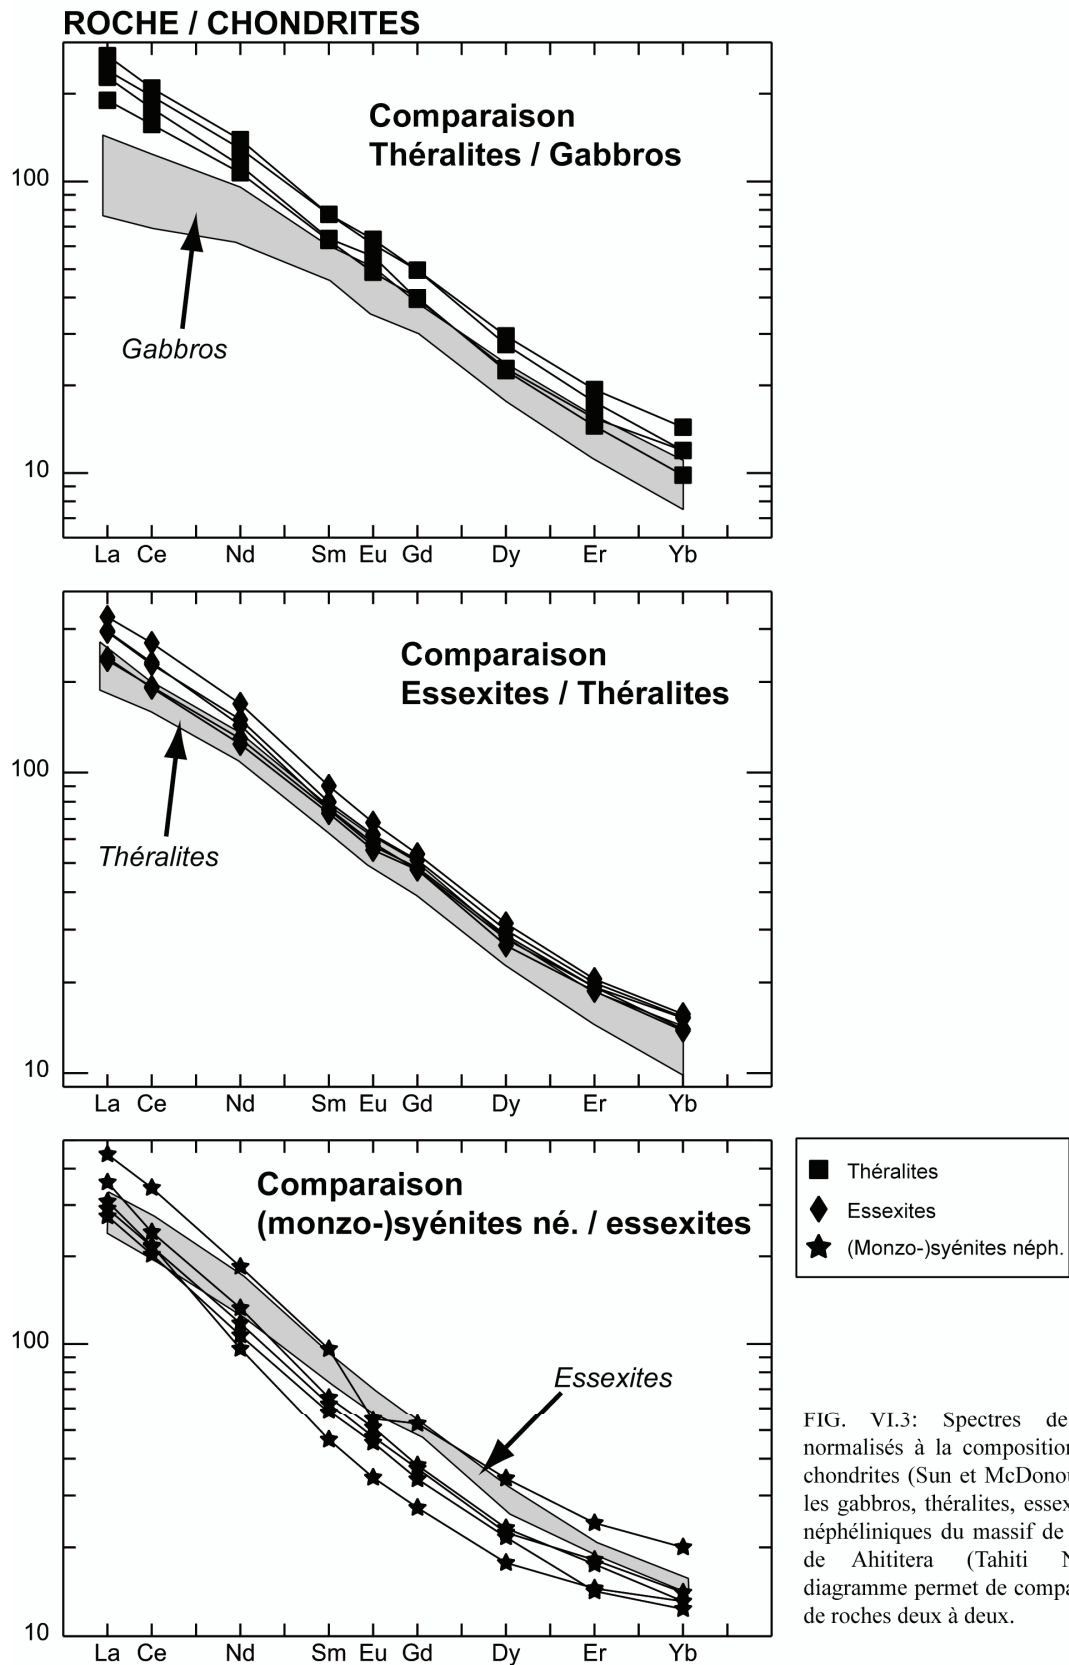 ROCHE / CHONDRITES
Comparaison
Théralites / Gabbros
100
Gabbros
10
La Ce Nd Sm Eu Gd Dy Er Yb
Comparaison
Essexites / Théralites
100
Théralites
10
La Ce Nd Sm Eu Gd Dy Er Yb
Comparaison
(monzo-)syénites né. / essexites
100
Essexites
10
La Ce Nd Sm Eu Gd Dy Er Yb
Théralites
Essexites
(Monzo-)syénites néph.
FIG. VI.3: Spectres de
normalisés à la composition
chondrites (Sun et McDonou
les gabbros, théralites, essex
néphéliniques du massif de
de Ahititera (Tahiti N
diagramme permet de compa
de roches deux à deux.